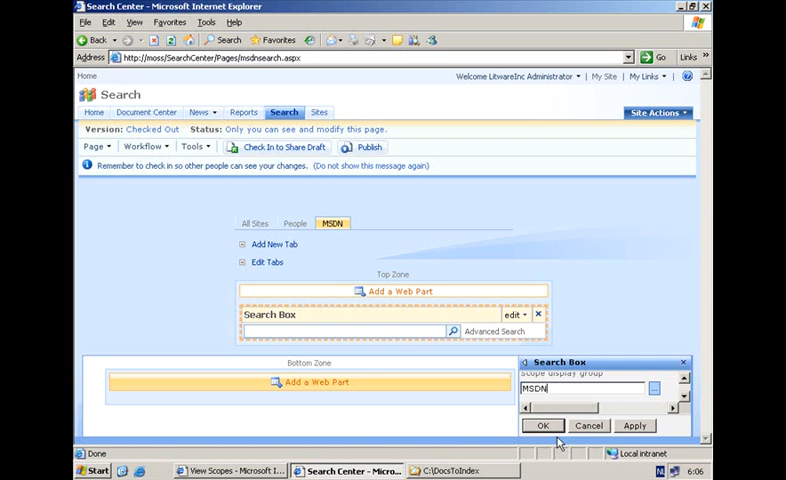 Search Center - Microsoft Internet Explorer
File Edit View Favorites Tools Help
Back Search Favorites
Address http://moss/SearchCenter/Pages/msdnsearch.aspx Go Links »
Home Welcome LitwareInc Administrator My Site My Links
Search
Home Document Center News Reports Search Sites Site Actions
Version: Checked Out Status: Only you can see and modify this page.
Page Workflow Tools Check In to Share Draft Publish
Remember to check in so other people can see your changes. (Do not show this message again)
All Sites People MSDN
Add New Tab
Edit Tabs
Top Zone
Add a Web Part
Search Box edit
Advanced Search
Bottom Zone
Add a Web Part
Search Box
Scope display group
MSDN
...
OK Cancel Apply
Done Local intranet
Start View Scopes - Microsoft I... Search Center - Micro... C:\DocsToIndex NL 6:06